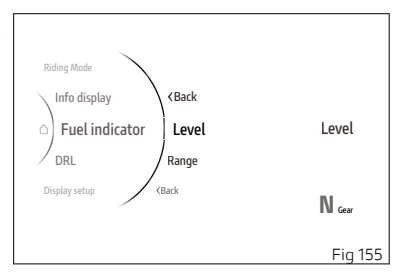 Riding Mode
Info display
‹Back
Fuel indicator
Level
Level
DRL
Range
Display setup
‹Back
N Gear
Fig 155